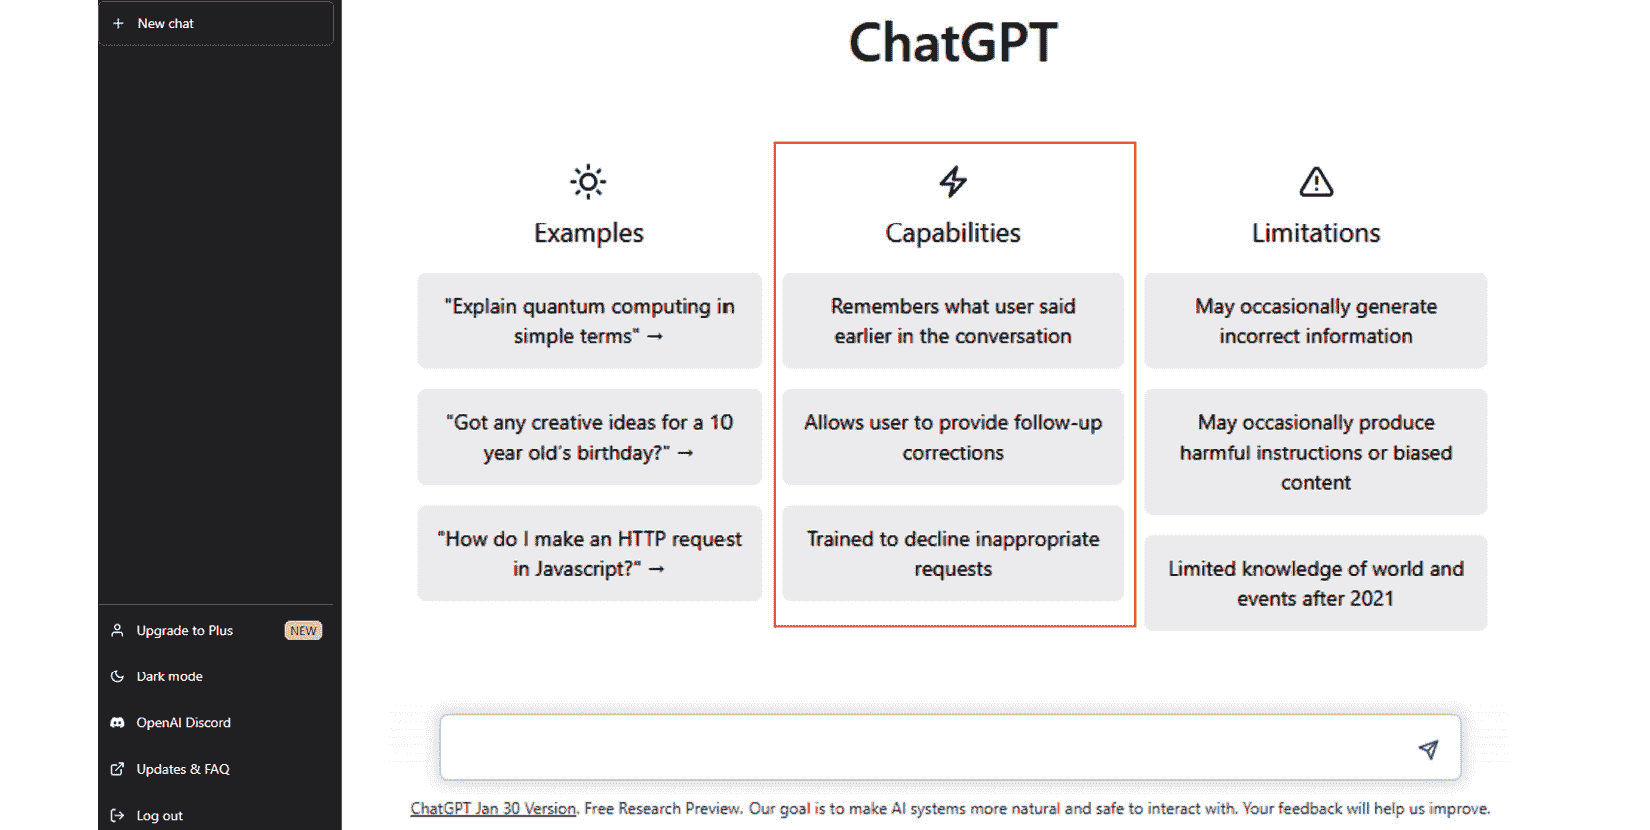 + New chat
ChatGPT
Examples
"Explain quantum computing in
simple terms" →
"Got any creative ideas for a 10
year old's birthday?" →
"How do I make an HTTP request
in Javascript?" →
Capabilities
Remembers what user said
earlier in the conversation
Allows user to provide follow-up
corrections
Trained to decline inappropriate
requests
Limitations
May occasionally generate
incorrect information
May occasionally produce
harmful instructions or biased
content
Limited knowledge of world and
events after 2021
Upgrade to Plus NEW
Dark mode
OpenAI Discord
Updates & FAQ
Log out
ChatGPT Jan 30 Version. Free Research Preview. Our goal is to make AI systems more natural and safe to interact with. Your feedback will help us improve.